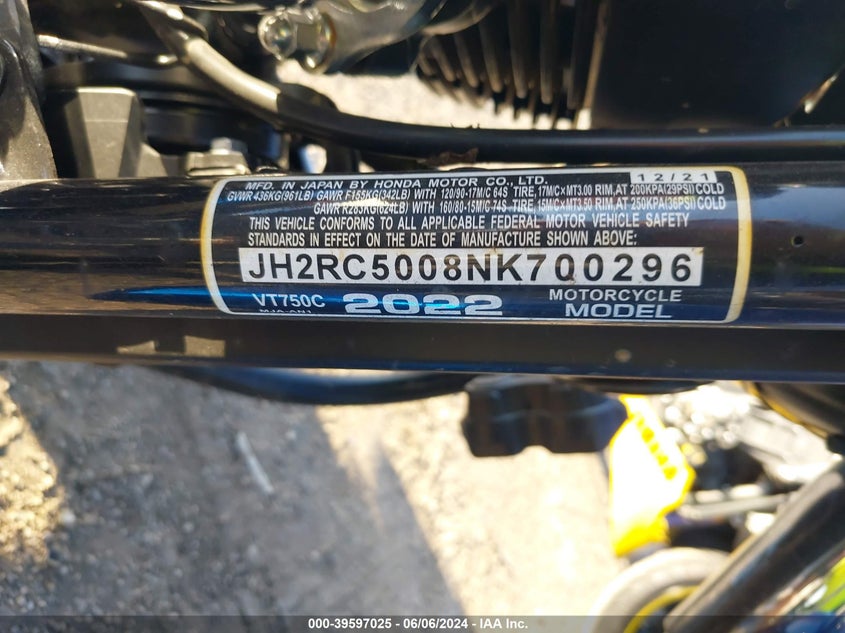 MFD. IN JAPAN BY HONDA MOTOR CO., LTD. 12/21
GVWR 436KG(961LB) GAWR F155KG(342LB) WITH 120/90-17M/C 64S TIRE, 17M/C×MT3.00 RIM, AT 200KPA(29PSI) COLD
GAWR R283KG(624LB) WITH 160/80-15M/C 74S TIRE, 15M/C×MT3.50 RIM, AT 250KPA(36PSI) COLD
THIS VEHICLE CONFORMS TO ALL APPLICABLE FEDERAL MOTOR VEHICLE SAFETY
STANDARDS IN EFFECT ON THE DATE OF MANUFACTURE SHOWN ABOVE:
JH2RC5008NK700296
VT750C 2022 MOTORCYCLE
MJA-AN1 MODEL
000-39597025 - 06/06/2024 - IAA Inc.